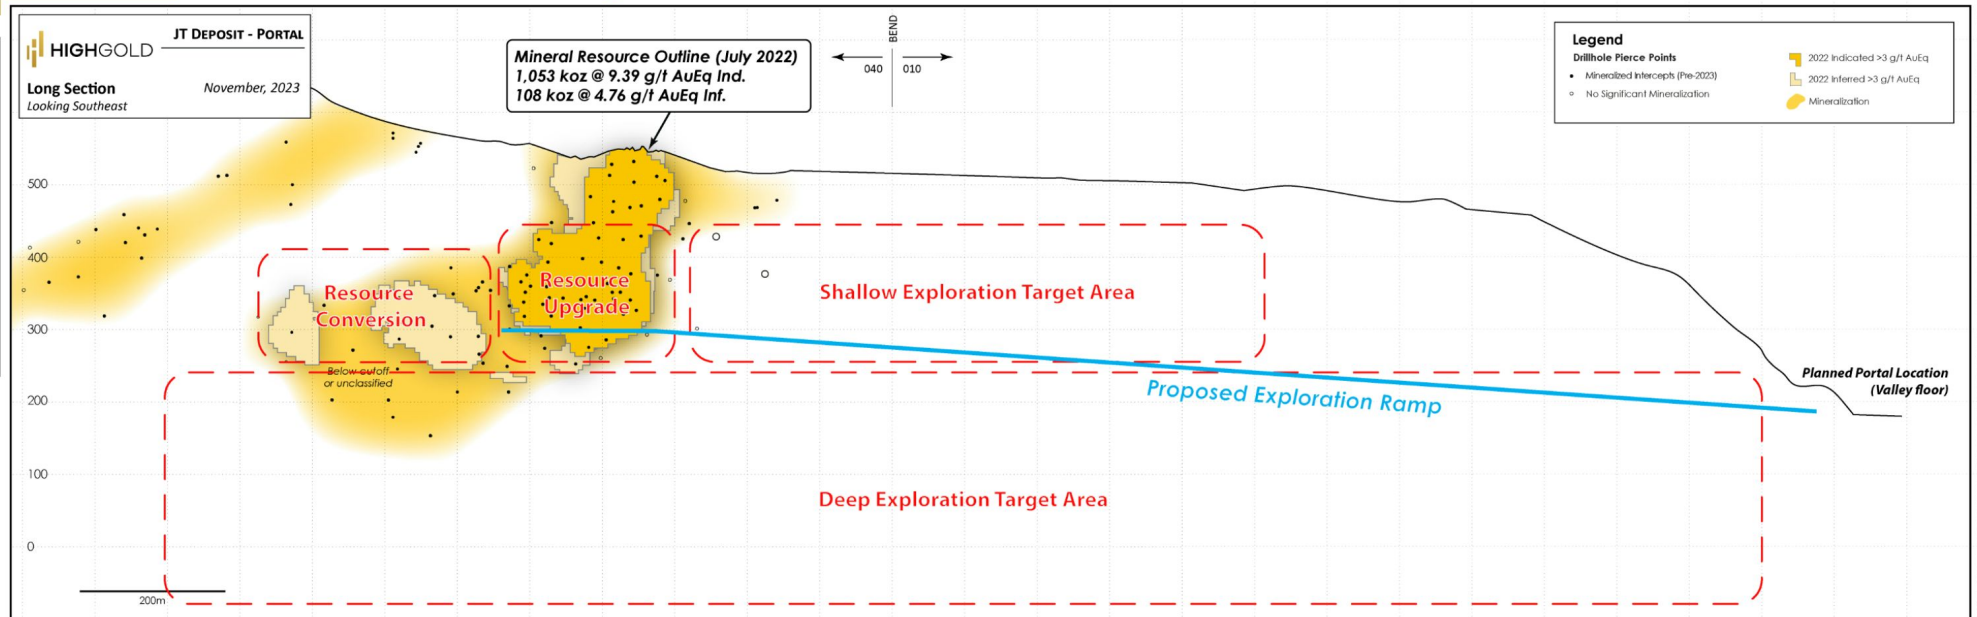 HIGHGOLD
JT DEPOSIT - PORTAL
Long Section
November, 2023
Looking Southeast
Mineral Resource Outline (July 2022)
1,053 koz @ 9.39 g/t AuEq Ind.
108 koz @ 4.76 g/t AuEq Inf.
BEND
040
010
Legend
Drillhole Pierce Points
Mineralized Intercepts (Pre-2023)
No Significant Mineralization
2022 Indicated >3 g/t AuEq
2022 Inferred >3 g/t AuEq
Mineralization
500
400
300
200
100
0
Resource
Conversion
Resource
Upgrade
Shallow Exploration Target Area
Below cutoff
or unclassified
Proposed Exploration Ramp
Planned Portal Location
(Valley floor)
Deep Exploration Target Area
200m